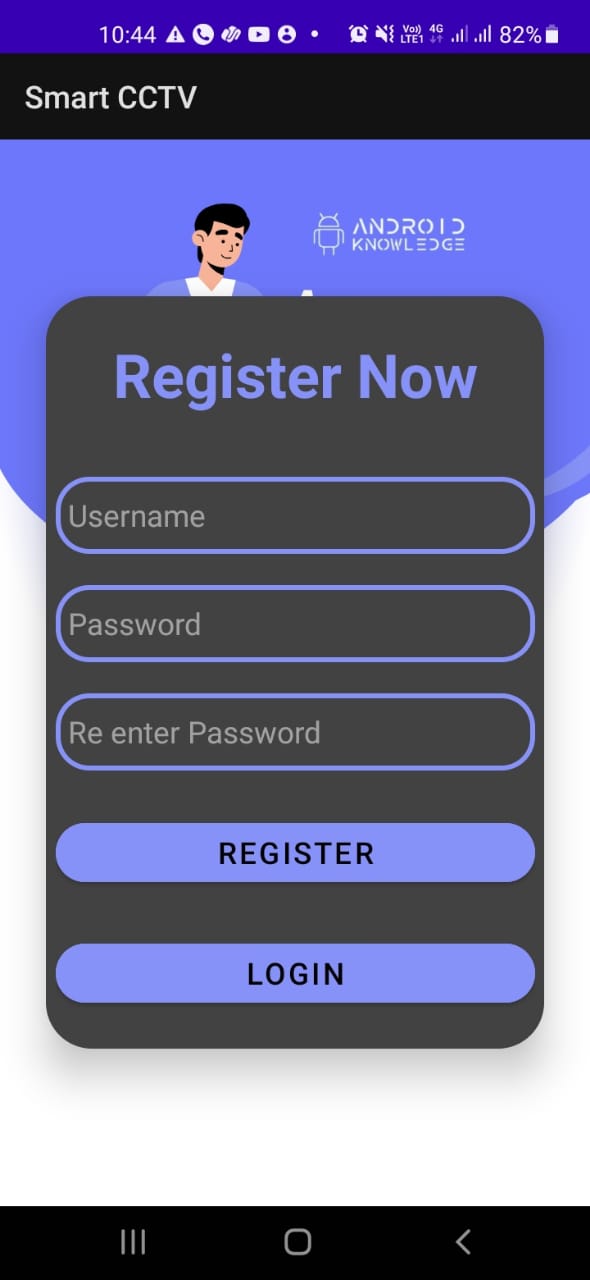 10:44 Vo)) LTE1 4G 82%
Smart CCTV
ANDROID
KNOWLEDGE
Register Now
Username
Password
Re enter Password
REGISTER
LOGIN